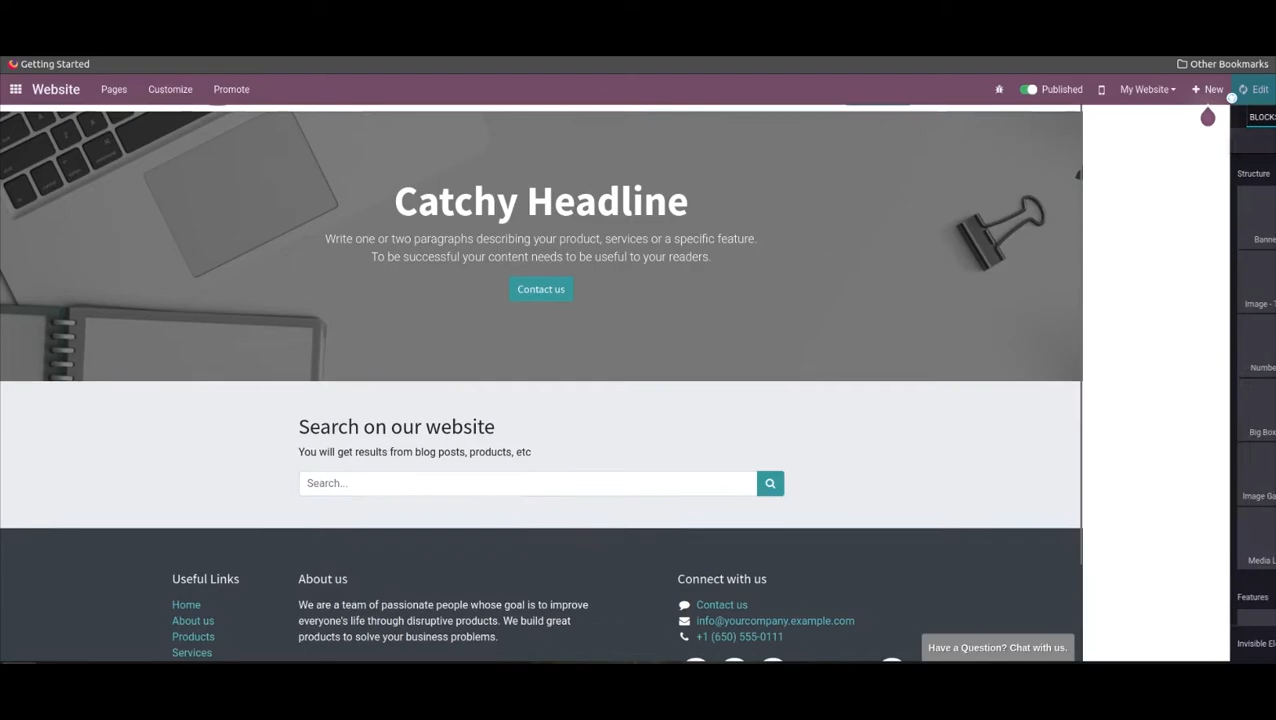 Getting Started
Other Bookmarks
Website
Pages
Customize
Promote
Published
My Website
New
Edit
Catchy Headline
Write one or two paragraphs describing your product, services or a specific feature.
To be successful your content needs to be useful to your readers.
Contact us
Search on our website
You will get results from blog posts, products, etc
Search...
Useful Links
Home
About us
Products
Services
About us
We are a team of passionate people whose goal is to improve
everyone's life through disruptive products. We build great
products to solve your business problems.
Connect with us
Contact us
info@yourcompany.example.com
+1 (650) 555-0111
Have a Question? Chat with us.
Structure
Features